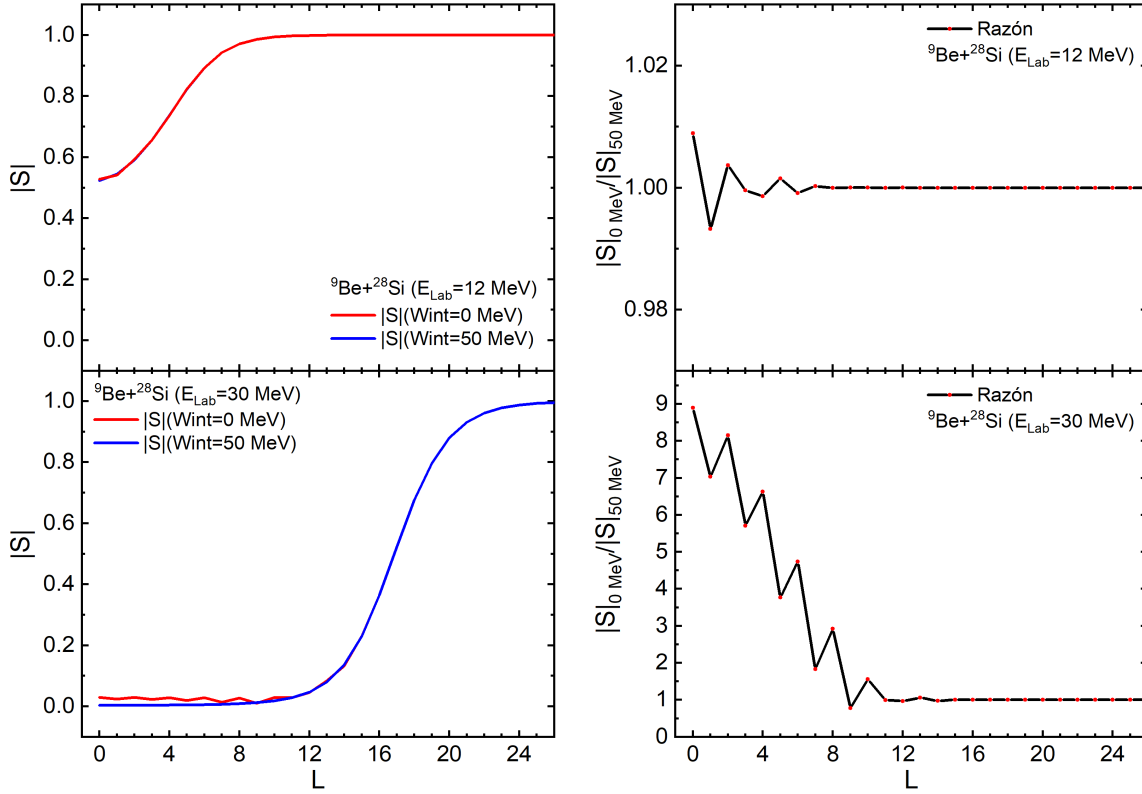 |S|
1.0
0.8
0.6
0.4
0.2
0.0
⁹Be+²⁸Si (E_Lab=12 MeV)
|S|(Wint=0 MeV)
|S|(Wint=50 MeV)
|S|₀ MeV/|S|₅₀ MeV
1.02
1.00
0.98
Razón
⁹Be+²⁸Si (E_Lab=12 MeV)
|S|
1.0
0.8
0.6
0.4
0.2
0.0
⁹Be+²⁸Si (E_Lab=30 MeV)
|S|(Wint=0 MeV)
|S|(Wint=50 MeV)
0 4 8 12 16 20 24
L
|S|₀ MeV/|S|₅₀ MeV
9
8
7
6
5
4
3
2
1
0
Razón
⁹Be+²⁸Si (E_Lab=30 MeV)
0 4 8 12 16 20 24
L